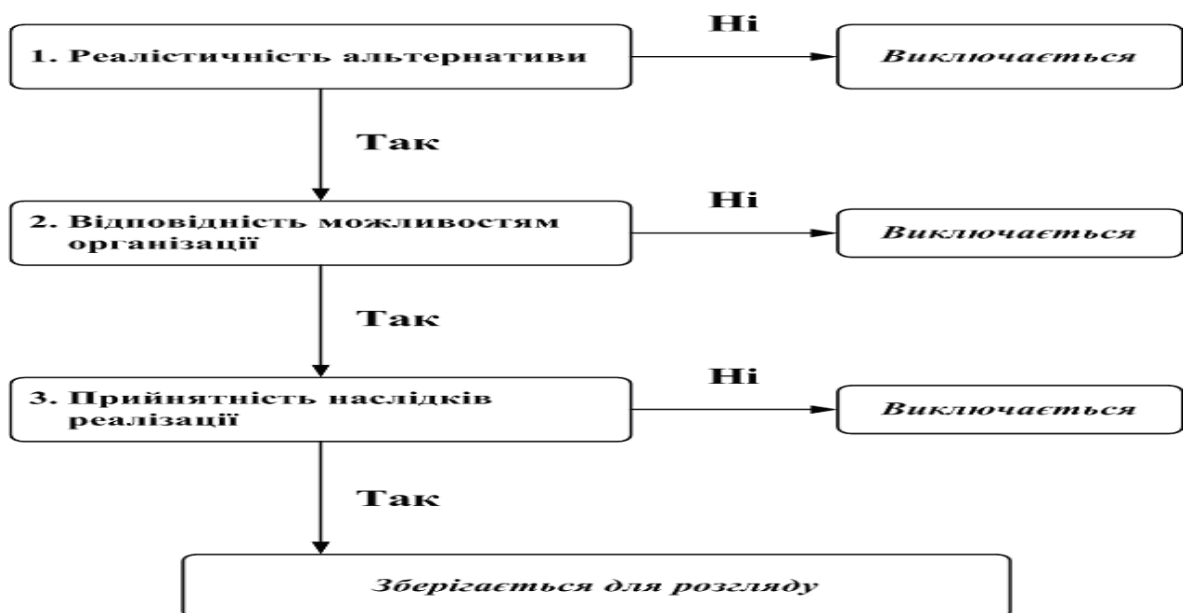 Ні
1. Реалістичність альтернативи
Виключається
Так
Ні
2. Відповідність можливостям
організації
Виключається
Так
Ні
3. Прийнятність наслідків
реалізації
Виключається
Так
Зберігається для розгляду